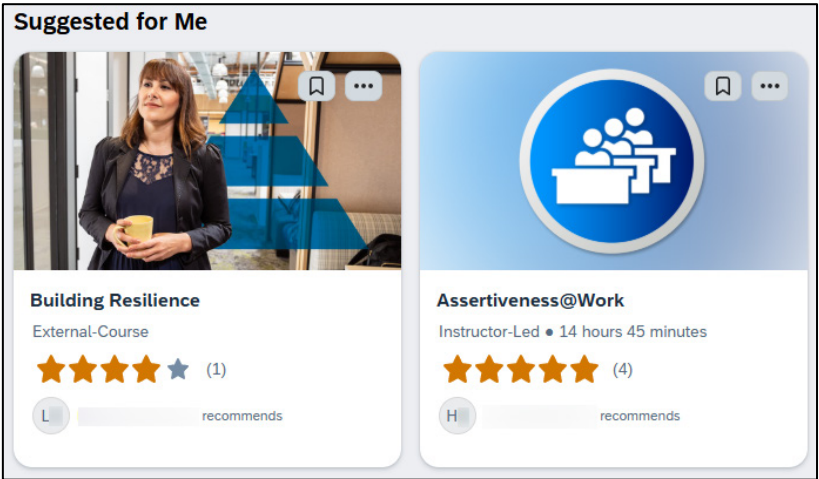 Suggested for Me
Building Resilience
External-Course
(1)
L
recommends
Assertiveness@Work
Instructor-Led • 14 hours 45 minutes
(4)
H
recommends